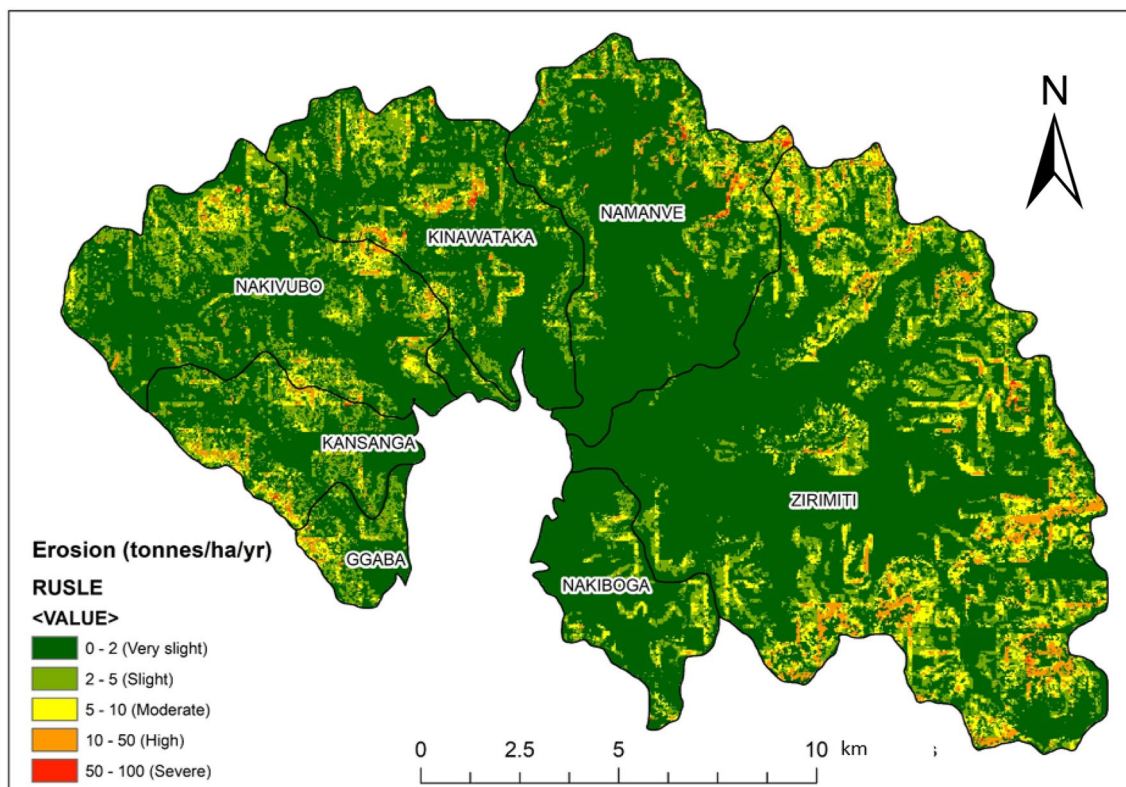 N
NAMANVE
KINAWATAKA
NAKIVUBO
KANSANGA
ZIRIMITI
GGABA
NAKIBOGA
Erosion (tonnes/ha/yr)
RUSLE
<VALUE>
0 - 2 (Very slight)
2 - 5 (Slight)
5 - 10 (Moderate)
10 - 50 (High)
50 - 100 (Severe)
0 2.5 5 10 km